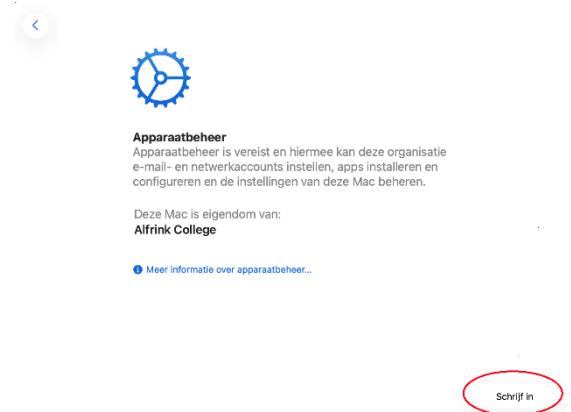 Apparaatbeheer
Apparaatbeheer is vereist en hiermee kan deze organisatie
e-mail- en netwerkaccounts instellen, apps installeren en
configureren en de instellingen van deze Mac beheren.
Deze Mac is eigendom van:
Alfrink College
Meer informatie over apparaatbeheer...
Schrijf in